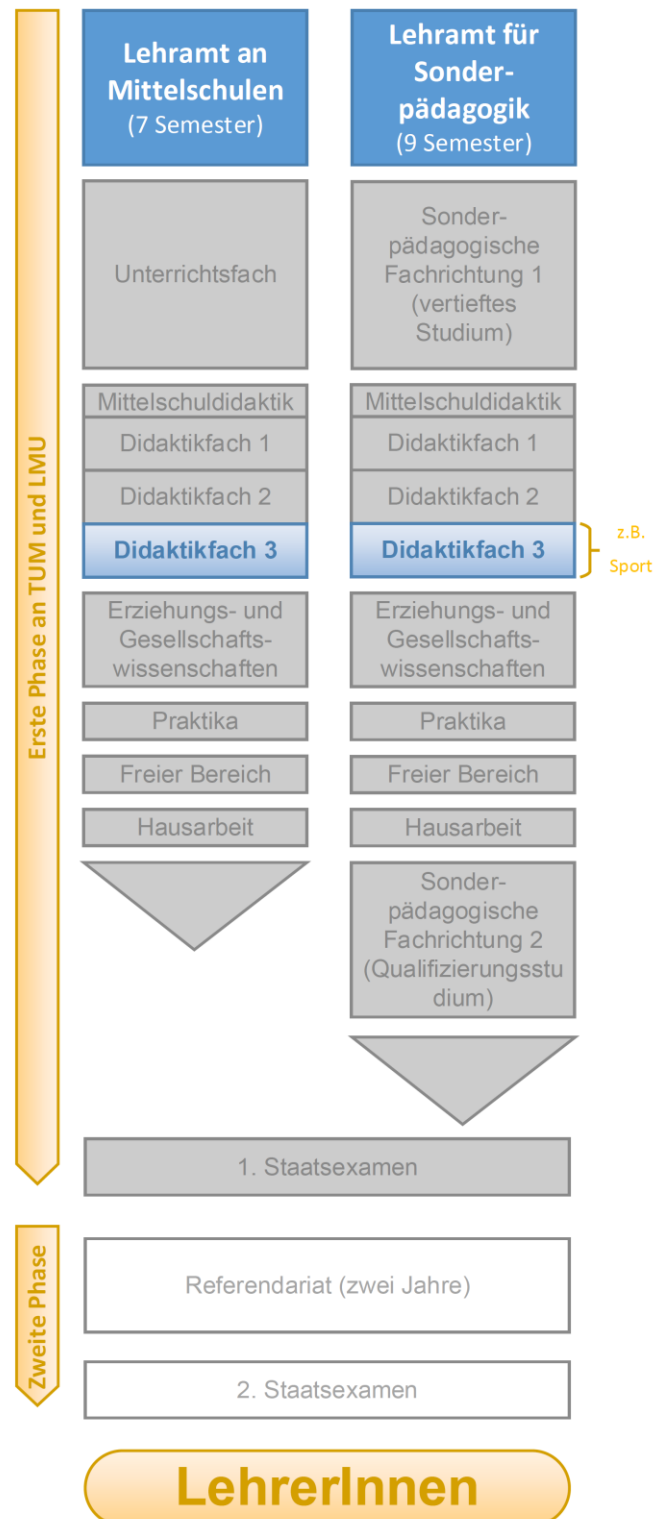 Lehramt an
Mittelschulen
(7 Semester)
Lehramt für
Sonder-
pädagogik
(9 Semester)
Erste Phase an TUM und LMU
Unterrichtsfach
Sonder-
pädagogische
Fachrichtung 1
(vertieftes
Studium)
Mittelschuldidaktik
Mittelschuldidaktik
Didaktikfach 1
Didaktikfach 1
Didaktikfach 2
Didaktikfach 2
Didaktikfach 3
Didaktikfach 3
z.B.
Sport
Erziehungs- und
Gesellschafts-
wissenschaften
Erziehungs- und
Gesellschafts-
wissenschaften
Praktika
Praktika
Freier Bereich
Freier Bereich
Hausarbeit
Hausarbeit
Sonder-
pädagogische
Fachrichtung 2
(Qualifizierungsstu
dium)
1. Staatsexamen
Zweite Phase
Referendariat (zwei Jahre)
2. Staatsexamen
LehrerInnen